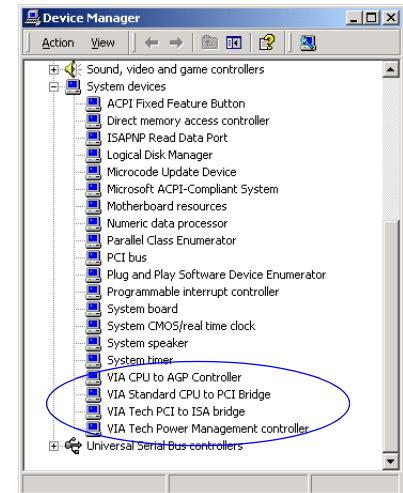 Device Manager
Action View
Sound, video and game controllers
System devices
ACPI Fixed Feature Button
Direct memory access controller
ISAPNP Read Data Port
Logical Disk Manager
Microcode Update Device
Microsoft ACPI-Compliant System
Motherboard resources
Numeric data processor
Parallel Class Enumerator
PCI bus
Plug and Play Software Device Enumerator
Programmable interrupt controller
System board
System CMOS/real time clock
System speaker
System timer
VIA CPU to AGP Controller
VIA Standard CPU to PCI Bridge
VIA Tech PCI to ISA bridge
VIA Tech Power Management controller
Universal Serial Bus controllers